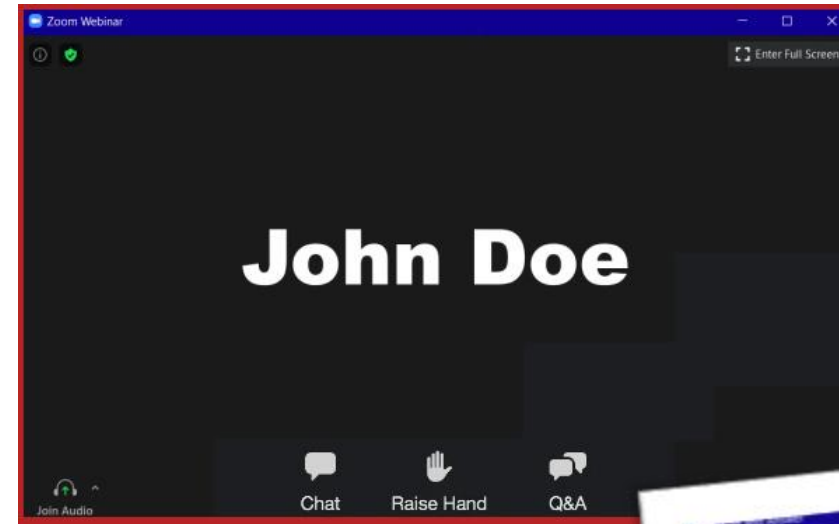 Zoom Webinar
Enter Full Screen
John Doe
Join Audio
Chat
Raise Hand
Q&A